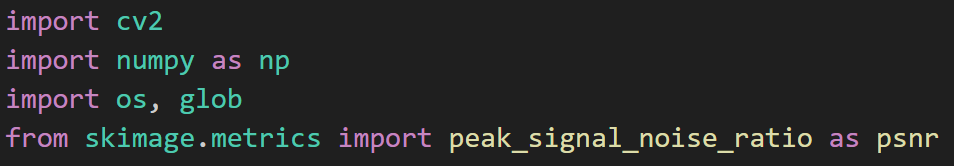 import cv2
import numpy as np
import os, glob
from skimage.metrics import peak_signal_noise_ratio as psnr